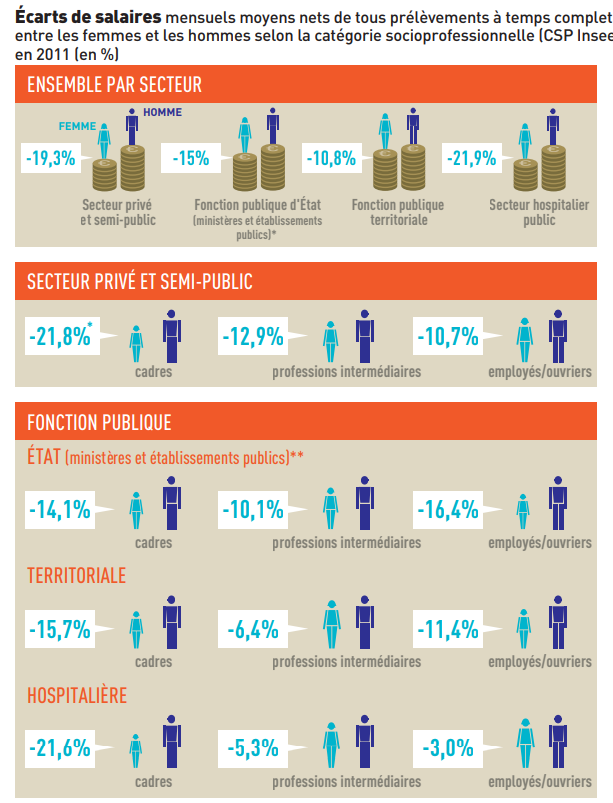 Écarts de salaires mensuels moyens nets de tous prélèvements à temps complet
entre les femmes et les hommes selon la catégorie socioprofessionnelle (CSP Insee
en 2011 (en %)
ENSEMBLE PAR SECTEUR
FEMME HOMME
-19,3% -15% -10,8% -21,9%
Secteur privé Fonction publique d'État Fonction publique Secteur hospitalier
et semi-public (ministères et établissements territoriale public
publics)*
SECTEUR PRIVÉ ET SEMI-PUBLIC
-21,8%* -12,9% -10,7%
cadres professions intermédiaires employés/ouvriers
FONCTION PUBLIQUE
ÉTAT (ministères et établissements publics)**
-14,1% -10,1% -16,4%
cadres professions intermédiaires employés/ouvriers
TERRITORIALE
-15,7% -6,4% -11,4%
cadres professions intermédiaires employés/ouvriers
HOSPITALIÈRE
-21,6% -5,3% -3,0%
cadres professions intermédiaires employés/ouvriers